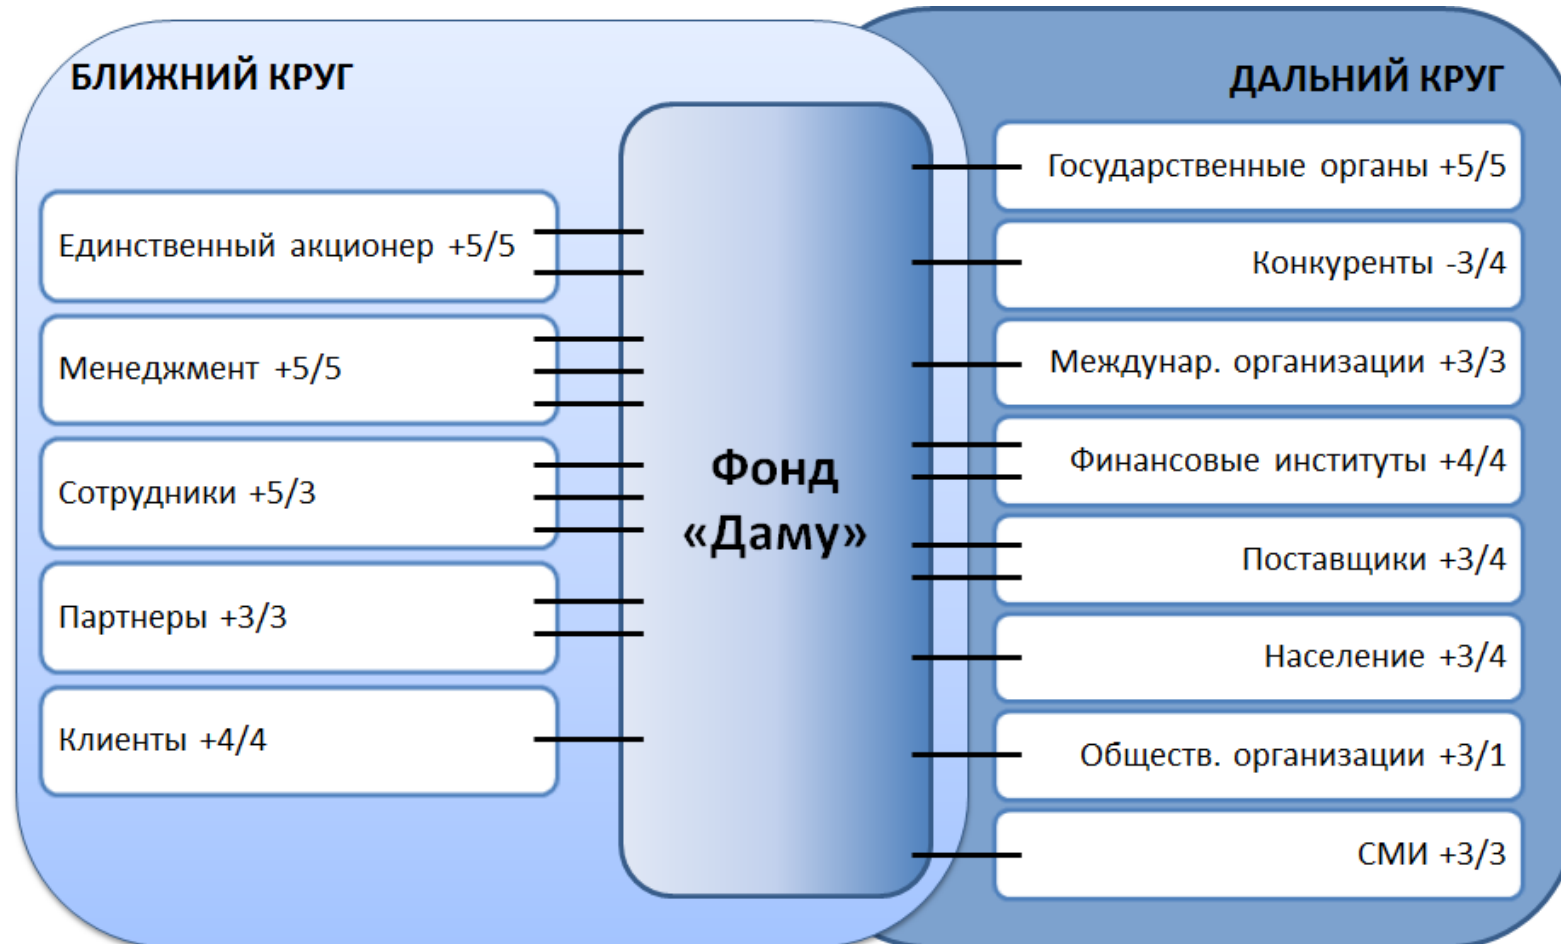 БЛИЖНИЙ КРУГ
Единственный акционер +5/5
Менеджмент +5/5
Сотрудники +5/3
Партнеры +3/3
Клиенты +4/4
Фонд
«Даму»
ДАЛЬНИЙ КРУГ
Государственные органы +5/5
Конкуренты -3/4
Междунар. организации +3/3
Финансовые институты +4/4
Поставщики +3/4
Население +3/4
Обществ. организации +3/1
СМИ +3/3